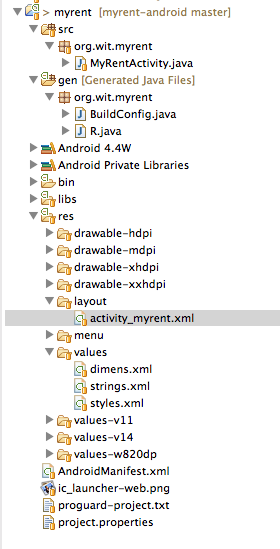 > myrent [myrent-android master]
src
org.wit.myrent
MyRentActivity.java
gen [Generated Java Files]
org.wit.myrent
BuildConfig.java
R.java
Android 4.4W
Android Private Libraries
bin
libs
res
drawable-hdpi
drawable-mdpi
drawable-xhdpi
drawable-xxhdpi
layout
activity_myrent.xml
menu
values
dimens.xml
strings.xml
styles.xml
values-v11
values-v14
values-w820dp
AndroidManifest.xml
ic_launcher-web.png
proguard-project.txt
project.properties